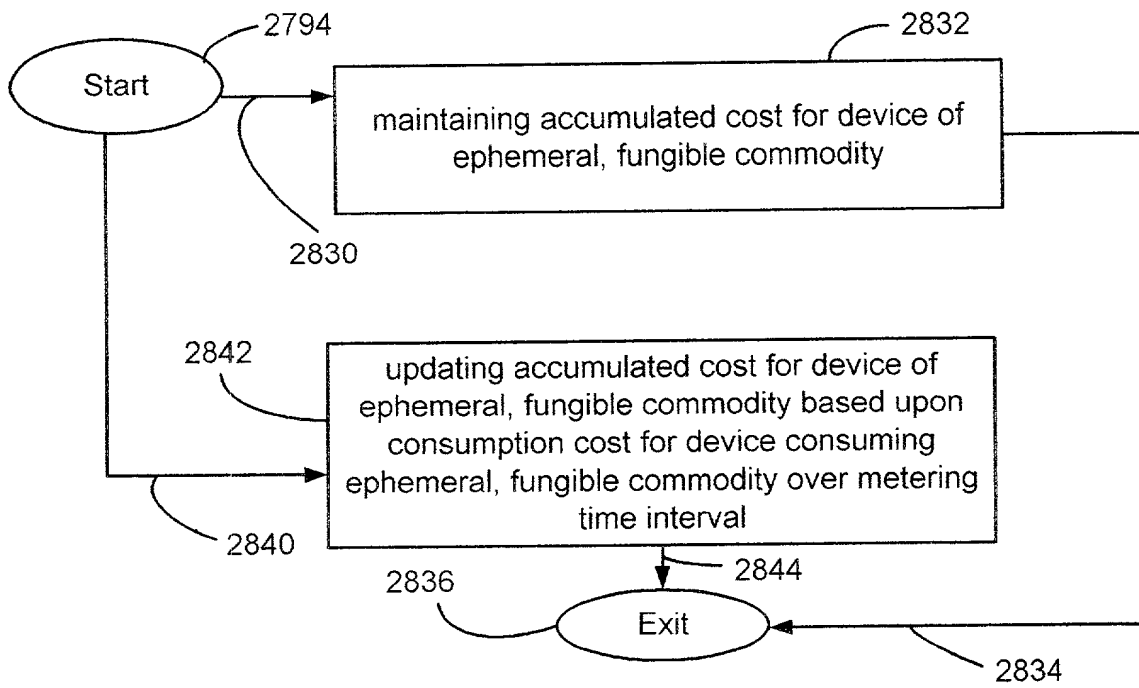 2794
Start
2832
maintaining accumulated cost for device of
ephemeral, fungible commodity
2830
2842
updating accumulated cost for device of
ephemeral, fungible commodity based upon
consumption cost for device consuming
ephemeral, fungible commodity over metering
time interval
2840
2844
2836
Exit
2834